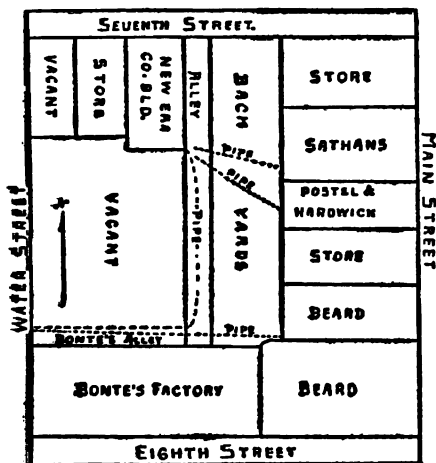 SEVENTH STREET.
VACANT
STORE
NEW ERA
CO. BLD.
ALLEY
BACH
YARDS
STORE
SATHANS
POSTEL &
HARDWICK
STORE
BEARD
MAIN STREET
WATER STREET
VACANT
PIPE
PIPE
PIPE
PIPE
BONTE'S ALLEY
BONTE'S FACTORY
BEARD
EIGHTH STREET